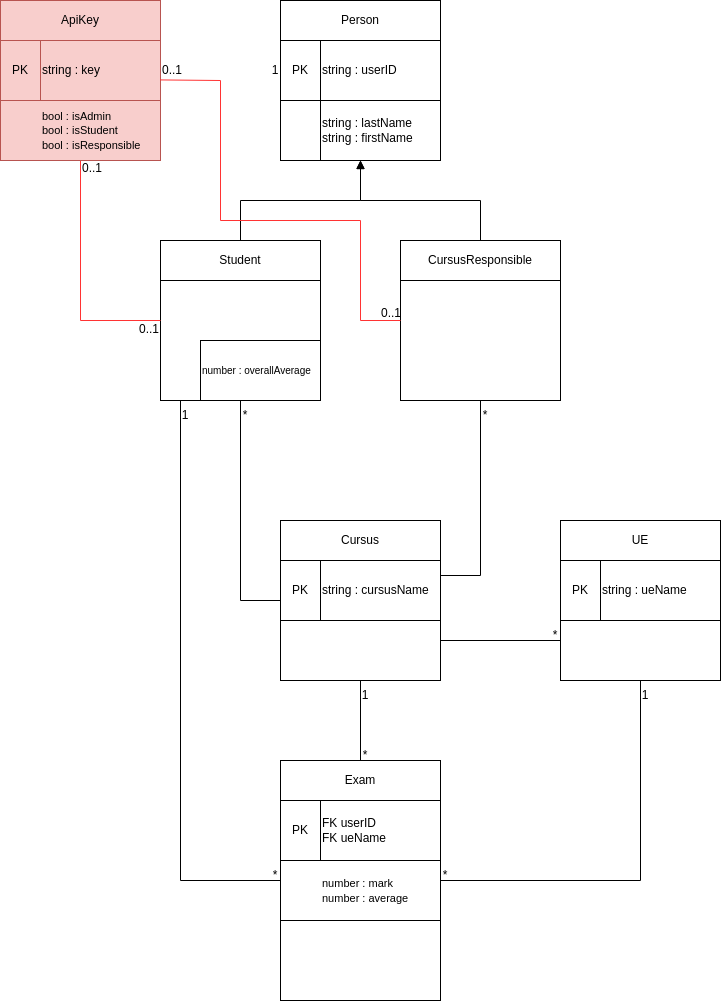 ApiKey
PK
string : key
bool : isAdmin
bool : isStudent
bool : isResponsible
0..1
0..1
1
Person
PK
string : userID
string : lastName
string : firstName
Student
number : overallAverage
0..1
1
*
CursusResponsible
0..1
*
Cursus
PK
string : cursusName
1
*
UE
PK
string : ueName
*
1
Exam
PK
FK userID
FK ueName
number : mark
number : average
*
*